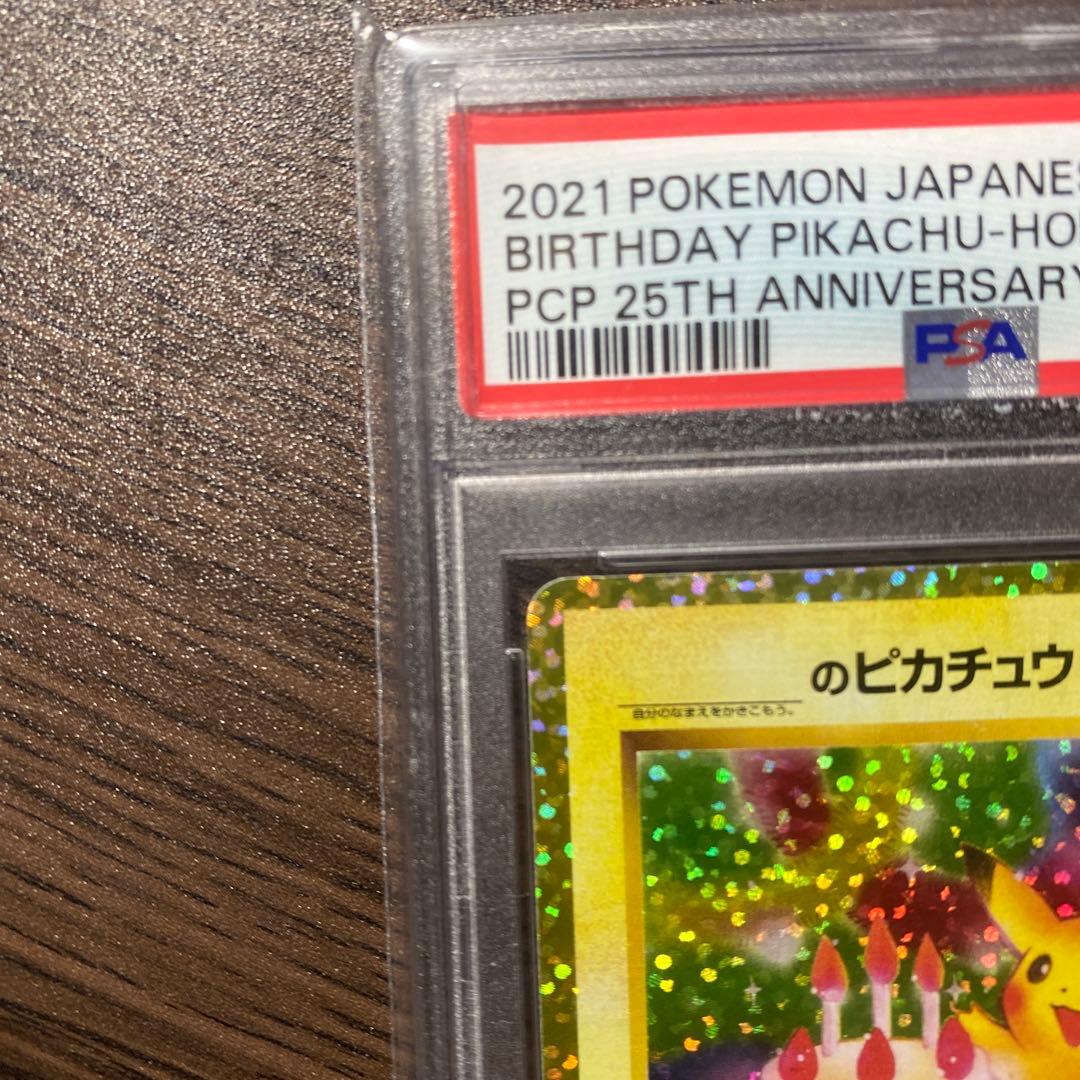 2021 POKEMON JAPANES
BIRTHDAY PIKACHU-HO
PCP 25TH ANNIVERSARY
PSA
のピカチュウ
自分のなまえをかきこもう。